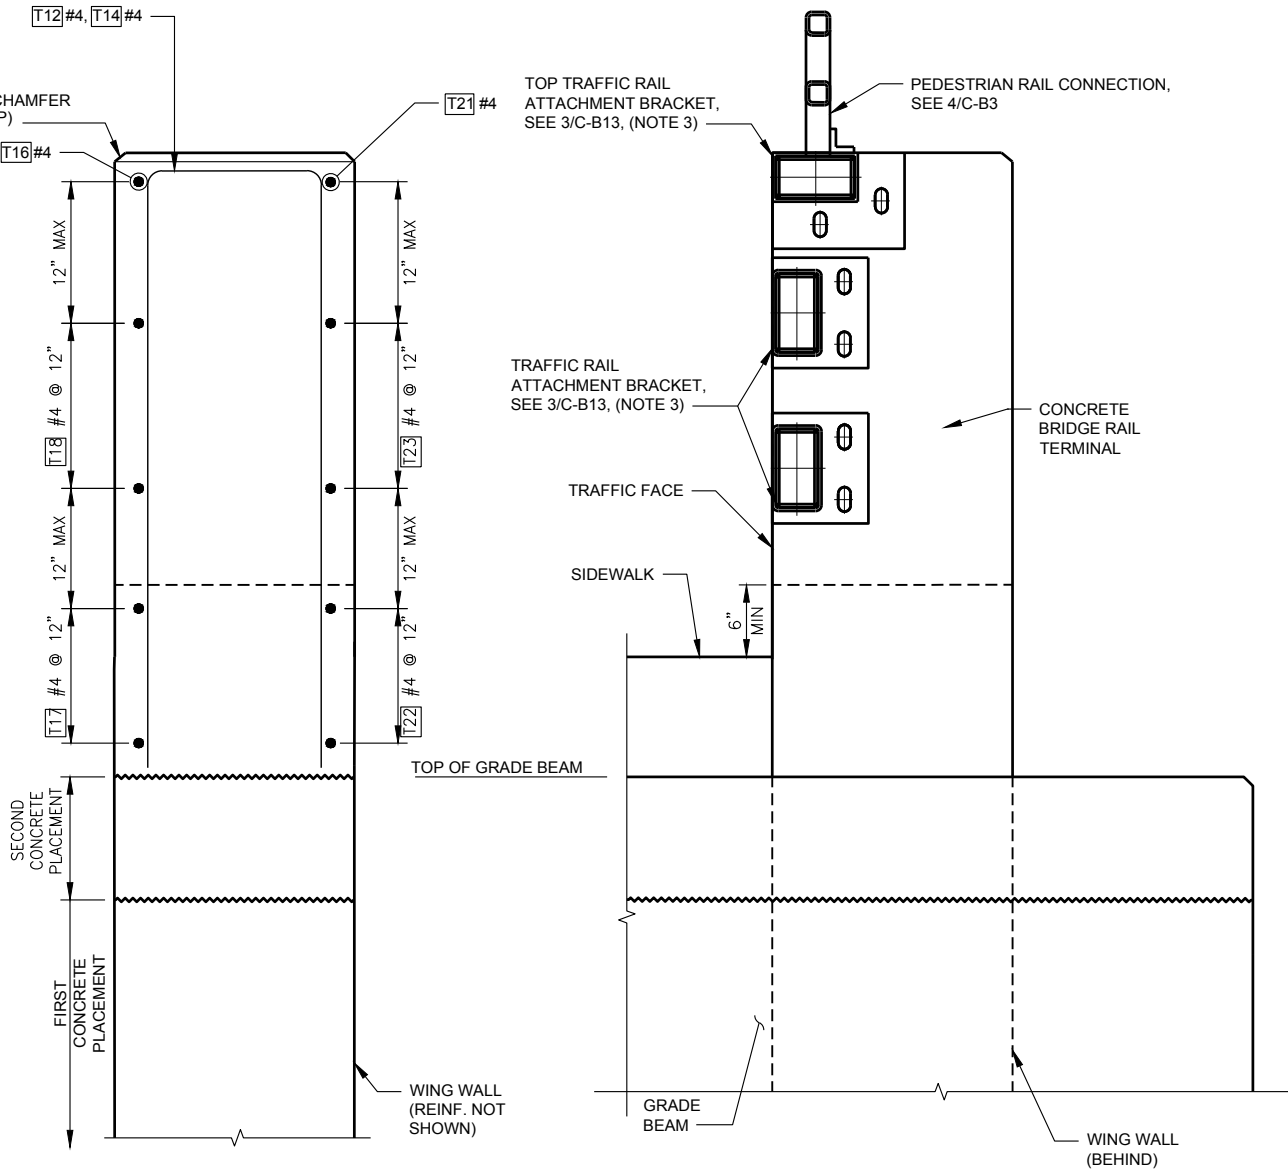 T12 #4, T14 #4
CHAMFER
P)
T16 #4
T21 #4
12" MAX
12" MAX
T18 #4 @ 12"
T23 #4 @ 12"
12" MAX
12" MAX
T17 #4 @ 12"
T22 #4 @ 12"
SECOND
CONCRETE
PLACEMENT
FIRST
CONCRETE
PLACEMENT
WING WALL
(REINF. NOT
SHOWN)
TOP TRAFFIC RAIL
ATTACHMENT BRACKET,
SEE 3/C-B13, (NOTE 3)
PEDESTRIAN RAIL CONNECTION,
SEE 4/C-B3
TRAFFIC RAIL
ATTACHMENT BRACKET,
SEE 3/C-B13, (NOTE 3)
CONCRETE
BRIDGE RAIL
TERMINAL
TRAFFIC FACE
SIDEWALK
6"
MIN
TOP OF GRADE BEAM
GRADE
BEAM
WING WALL
(BEHIND)